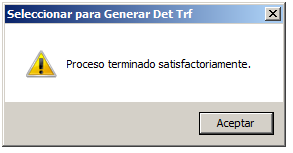 Seleccionar para Generar Det Trf
Proceso terminado satisfactoriamente.
Aceptar